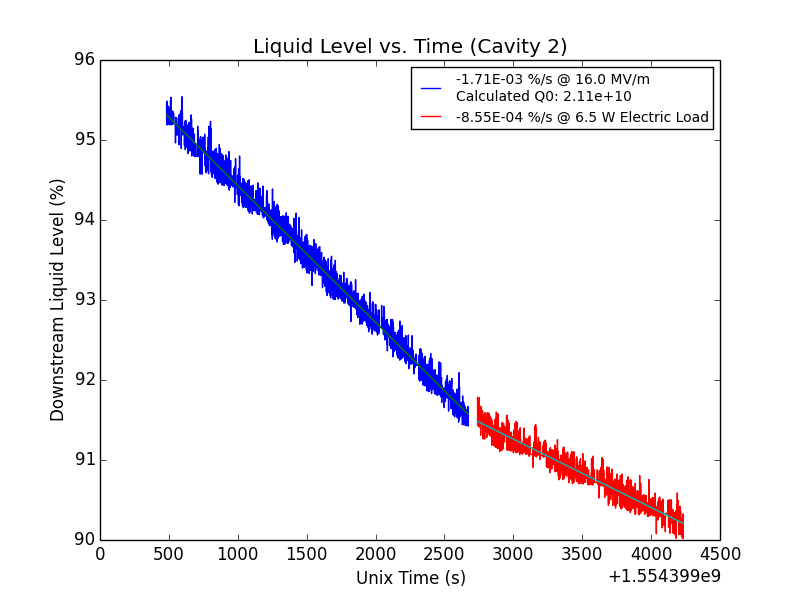 Liquid Level vs. Time (Cavity 2)
96
-1.71E-03 %/s @ 16.0 MV/m
Calculated Q0: 2.11e+10
-8.55E-04 %/s @ 6.5 W Electric Load
95
94
93
92
91
90
Downstream Liquid Level (%)
0 500 1000 1500 2000 2500 3000 3500 4000 4500
Unix Time (s)
+1.554399e9